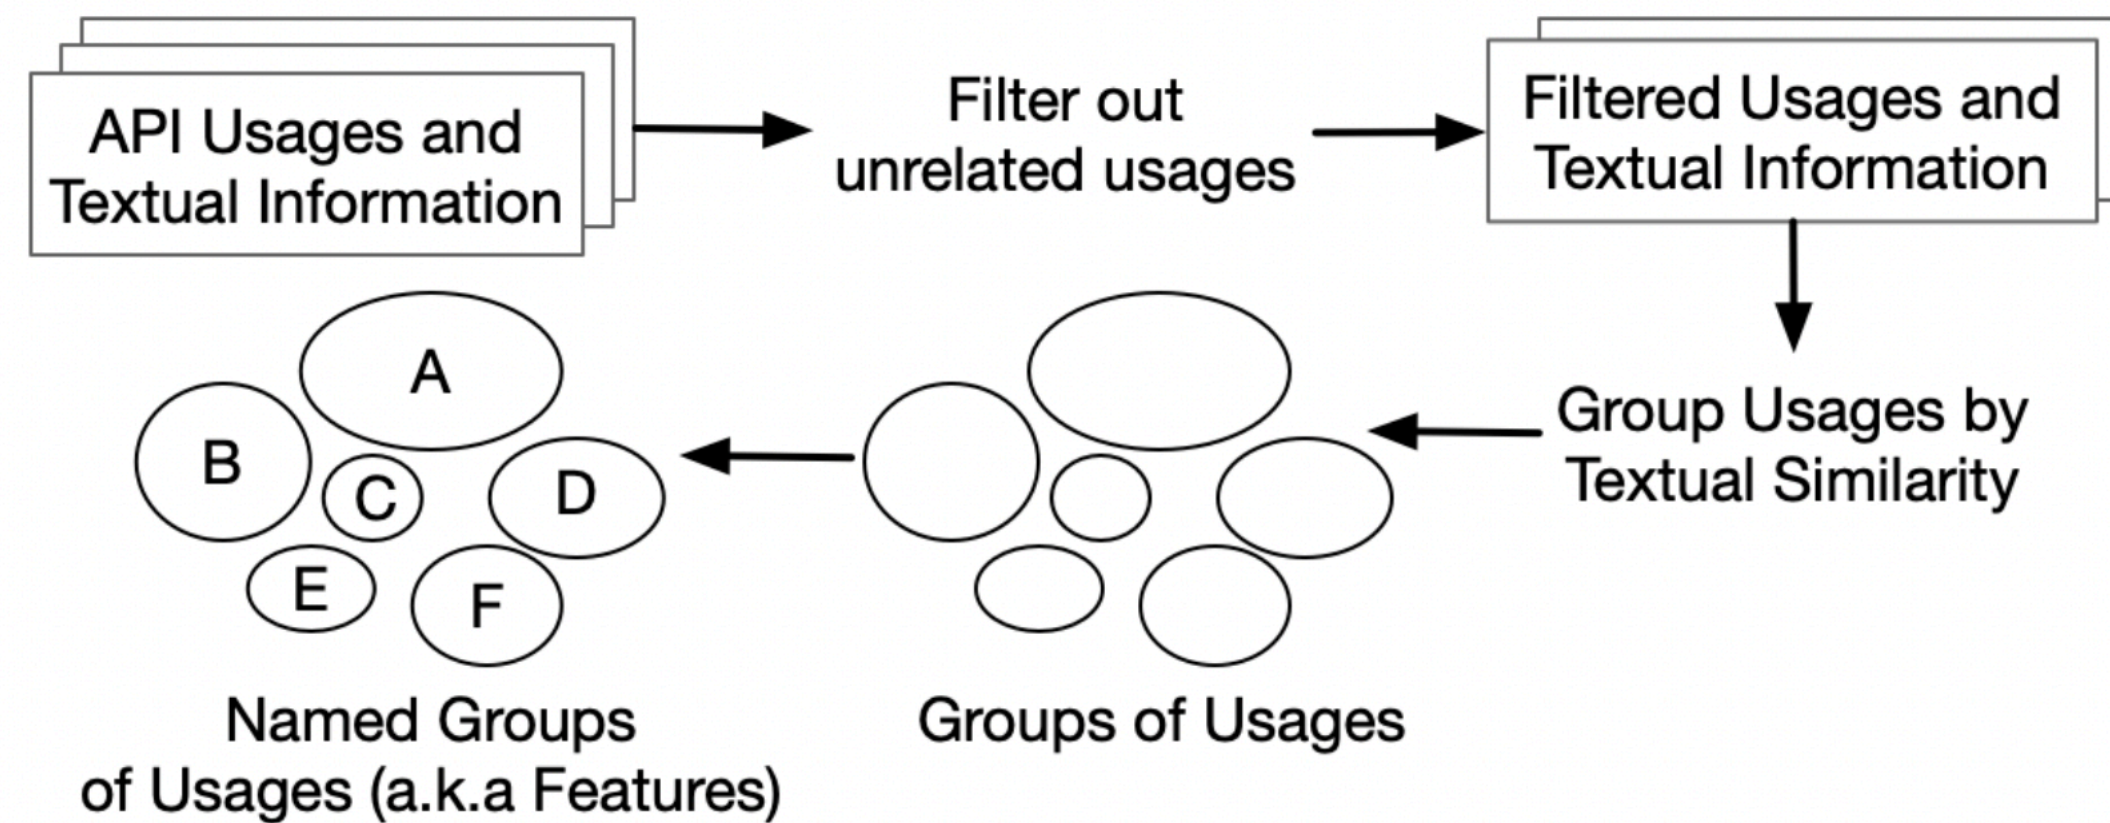 API Usages and
Textual Information
Filter out
unrelated usages
Filtered Usages and
Textual Information
Group Usages by
Textual Similarity
A
B
C
D
E
F
Groups of Usages
Named Groups
of Usages (a.k.a Features)